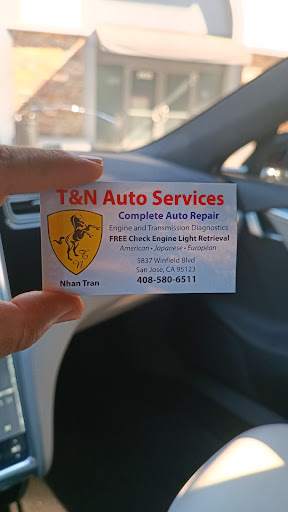 T&N Auto Services
Complete Auto Repair
Engine and Transmission Diagnostics
FREE Check Engine Light Retrieval
American • Japanese • European
5837 Winfield Blvd
San Jose, CA 95123
408-580-6511
T N
Nhan Tran